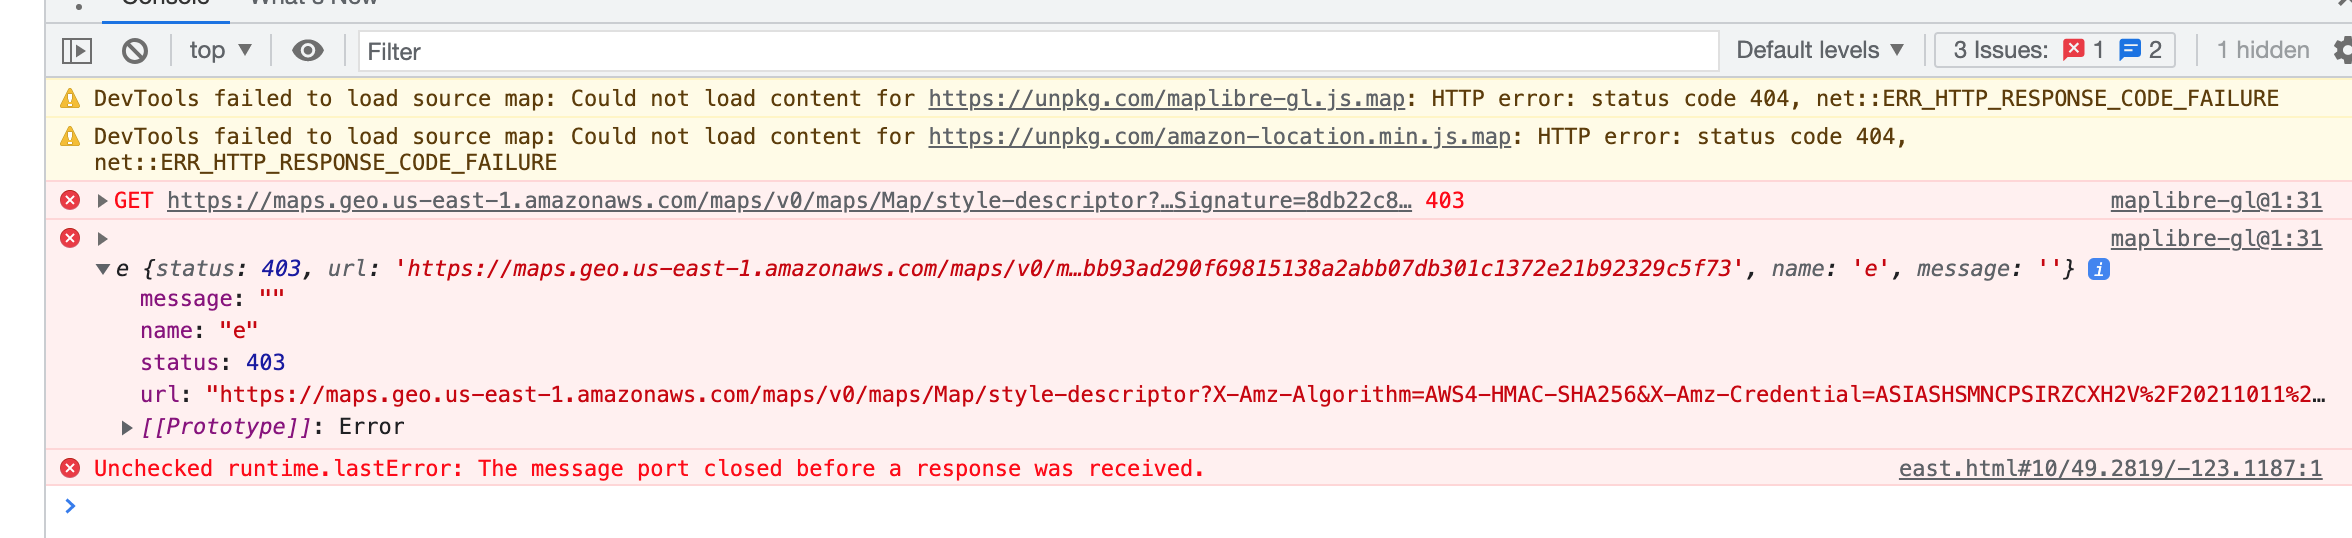 Console What's New
top Filter Default levels 3 Issues: 1 2 1 hidden
DevTools failed to load source map: Could not load content for https://unpkg.com/maplibre-gl.js.map: HTTP error: status code 404, net::ERR_HTTP_RESPONSE_CODE_FAILURE
DevTools failed to load source map: Could not load content for https://unpkg.com/amazon-location.min.js.map: HTTP error: status code 404,
net::ERR_HTTP_RESPONSE_CODE_FAILURE
GET https://maps.geo.us-east-1.amazonaws.com/maps/v0/maps/Map/style-descriptor?…Signature=8db22c8… 403 maplibre-gl@1:31
maplibre-gl@1:31
e {status: 403, url: 'https://maps.geo.us-east-1.amazonaws.com/maps/v0/m…bb93ad290f69815138a2abb07db301c1372e21b92329c5f73', name: 'e', message: ''} i
message: ""
name: "e"
status: 403
url: "https://maps.geo.us-east-1.amazonaws.com/maps/v0/maps/Map/style-descriptor?X-Amz-Algorithm=AWS4-HMAC-SHA256&X-Amz-Credential=ASIASHSMNCPSIRZCXH2V%2F20211011%2…
[[Prototype]]: Error
Unchecked runtime.lastError: The message port closed before a response was received. east.html#10/49.2819/-123.1187:1